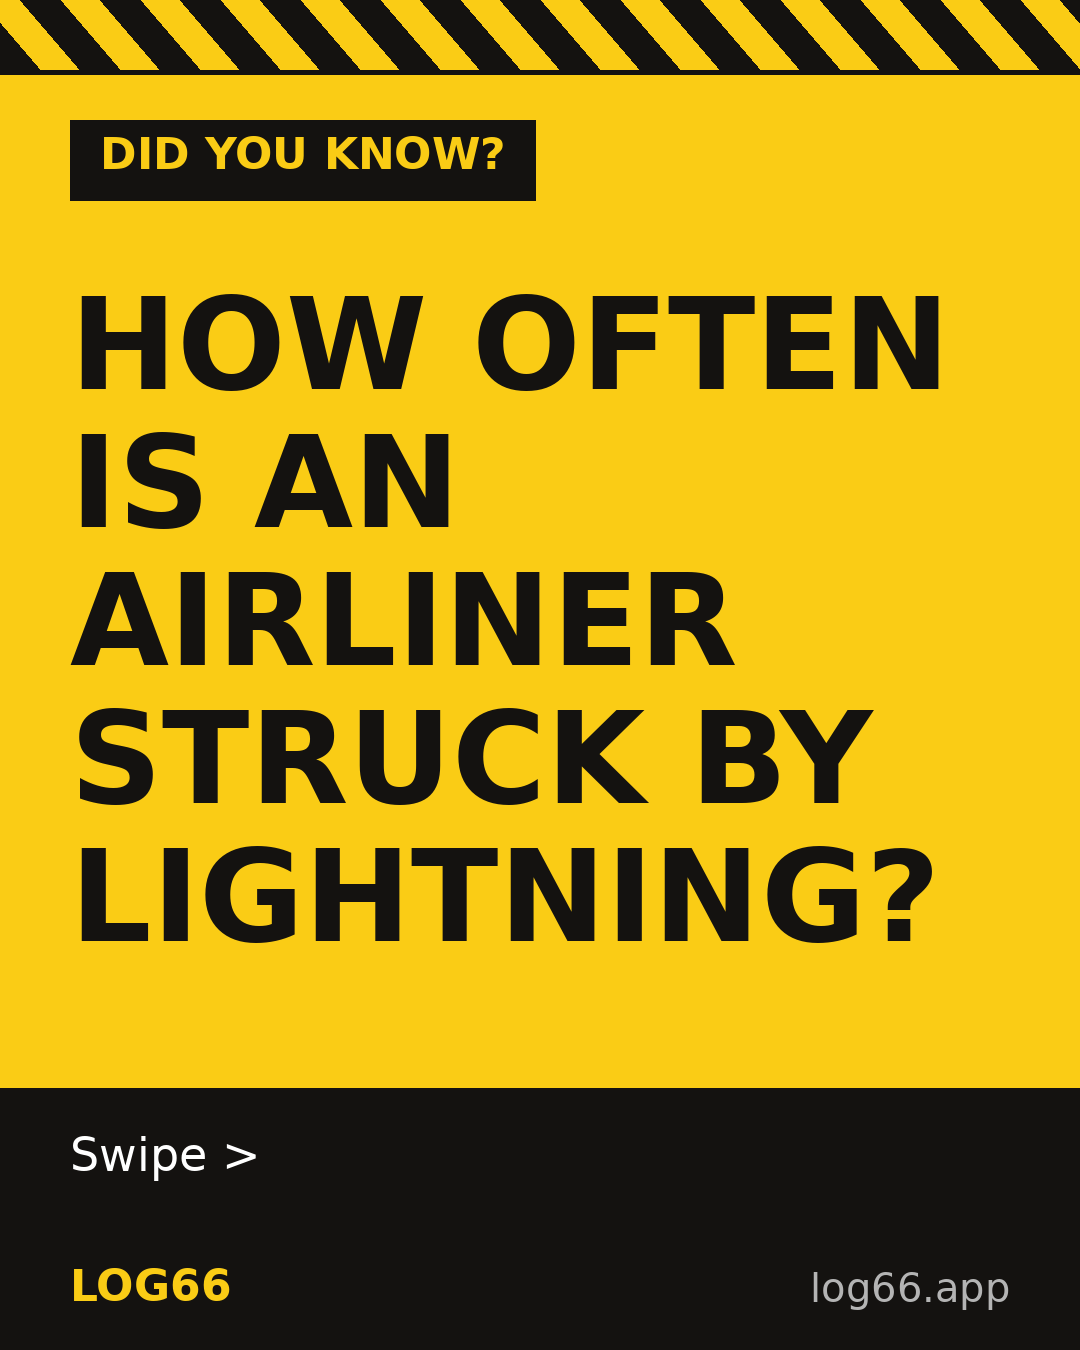 DID YOU KNOW?
HOW OFTEN
IS AN
AIRLINER
STRUCK BY
LIGHTNING?
Swipe >
LOG66
log66.app